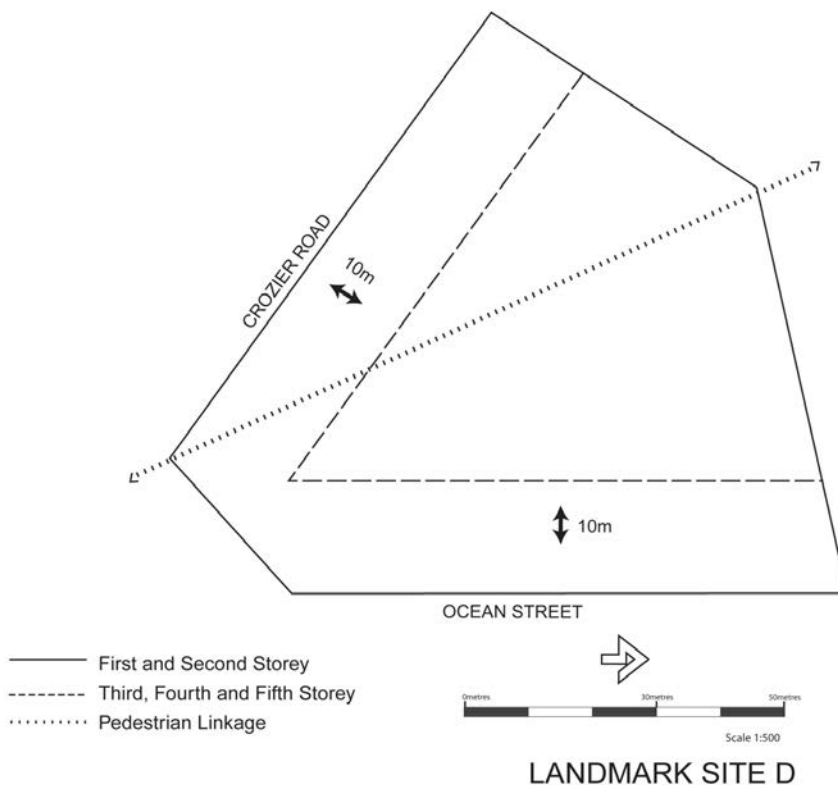 CROZIER ROAD
10m
10m
OCEAN STREET
First and Second Storey
Third, Fourth and Fifth Storey
Pedestrian Linkage
0metres 30metres 50metres
Scale 1:500
LANDMARK SITE D